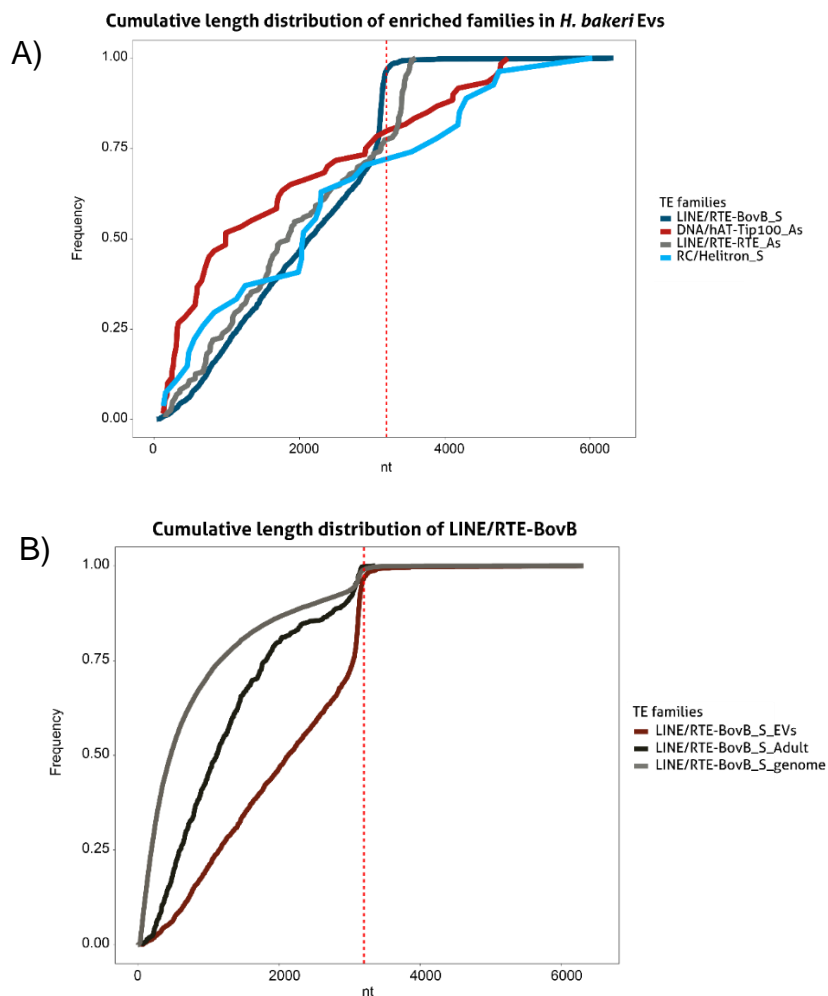 Cumulative length distribution of enriched families in H. bakeri Evs
A)
1.00
0.75
0.50
0.25
0.00
Frequency
0
2000
4000
6000
nt
TE families
LINE/RTE-BovB_S
DNA/hAT-Tip100_As
LINE/RTE-RTE_As
RC/Helitron_S
B)
Cumulative length distribution of LINE/RTE-BovB
1.00
0.75
0.50
0.25
0.00
Frequency
0
2000
4000
6000
nt
TE families
LINE/RTE-BovB_S_EVs
LINE/RTE-BovB_S_Adult
LINE/RTE-BovB_S_genome